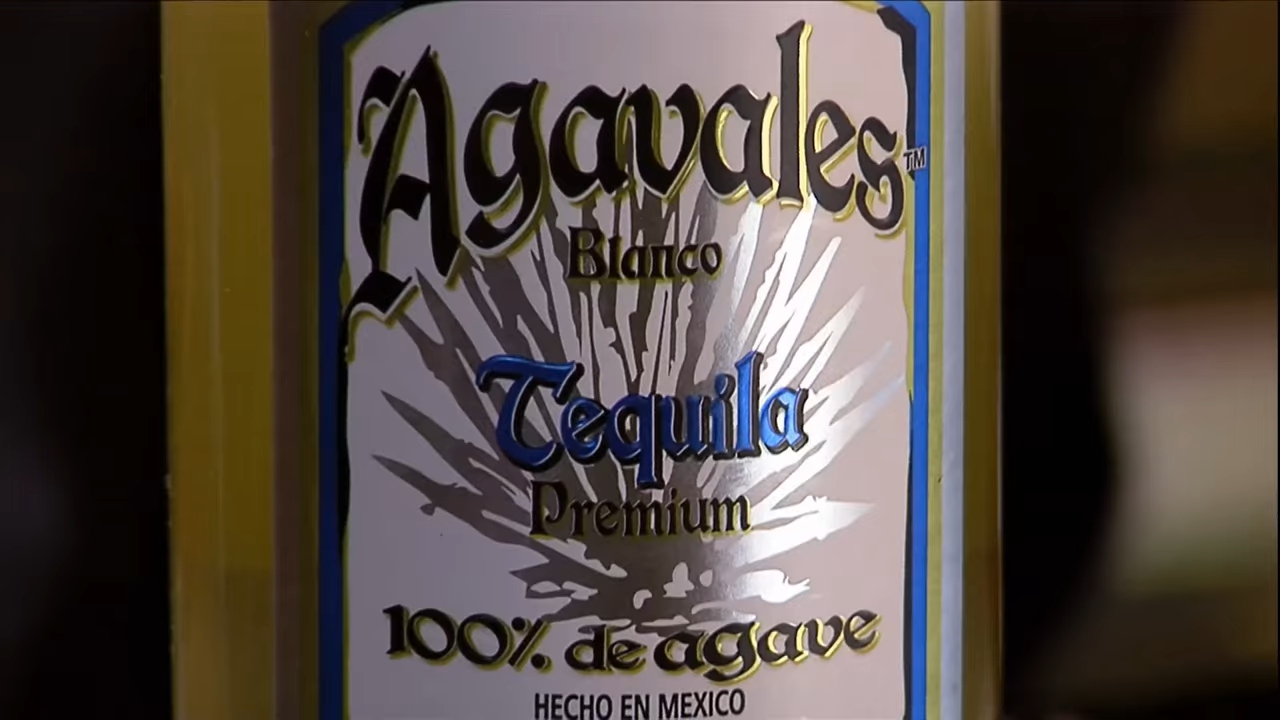 Agavales™
Blanco
Tequila
Premium
100% de agave
HECHO EN MEXICO